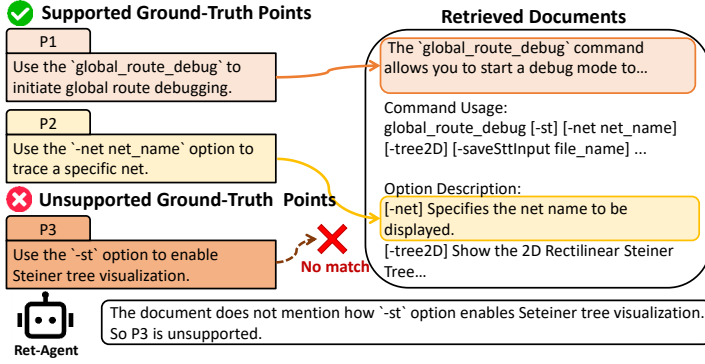 Supported Ground-Truth Points
P1
Use the `global_route_debug` to
initiate global route debugging.
P2
Use the `-net net_name` option to
trace a specific net.
Unsupported Ground-Truth Points
P3
Use the `-st` option to enable
Steiner tree visualization.
No match
Retrieved Documents
The `global_route_debug` command
allows you to start a debug mode to...
Command Usage:
global_route_debug [-st] [-net net_name]
[-tree2D] [-saveSttInput file_name] ...
Option Description:
[-net] Specifies the net name to be
displayed.
[-tree2D] Show the 2D Rectilinear Steiner
Tree...
Ret-Agent
The document does not mention how `-st` option enables Seteiner tree visualization.
So P3 is unsupported.